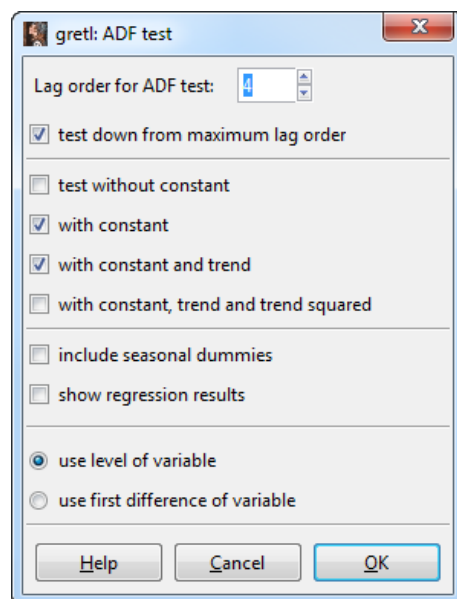 gretl: ADF test
Lag order for ADF test: 4
test down from maximum lag order
test without constant
with constant
with constant and trend
with constant, trend and trend squared
include seasonal dummies
show regression results
use level of variable
use first difference of variable
Help Cancel OK